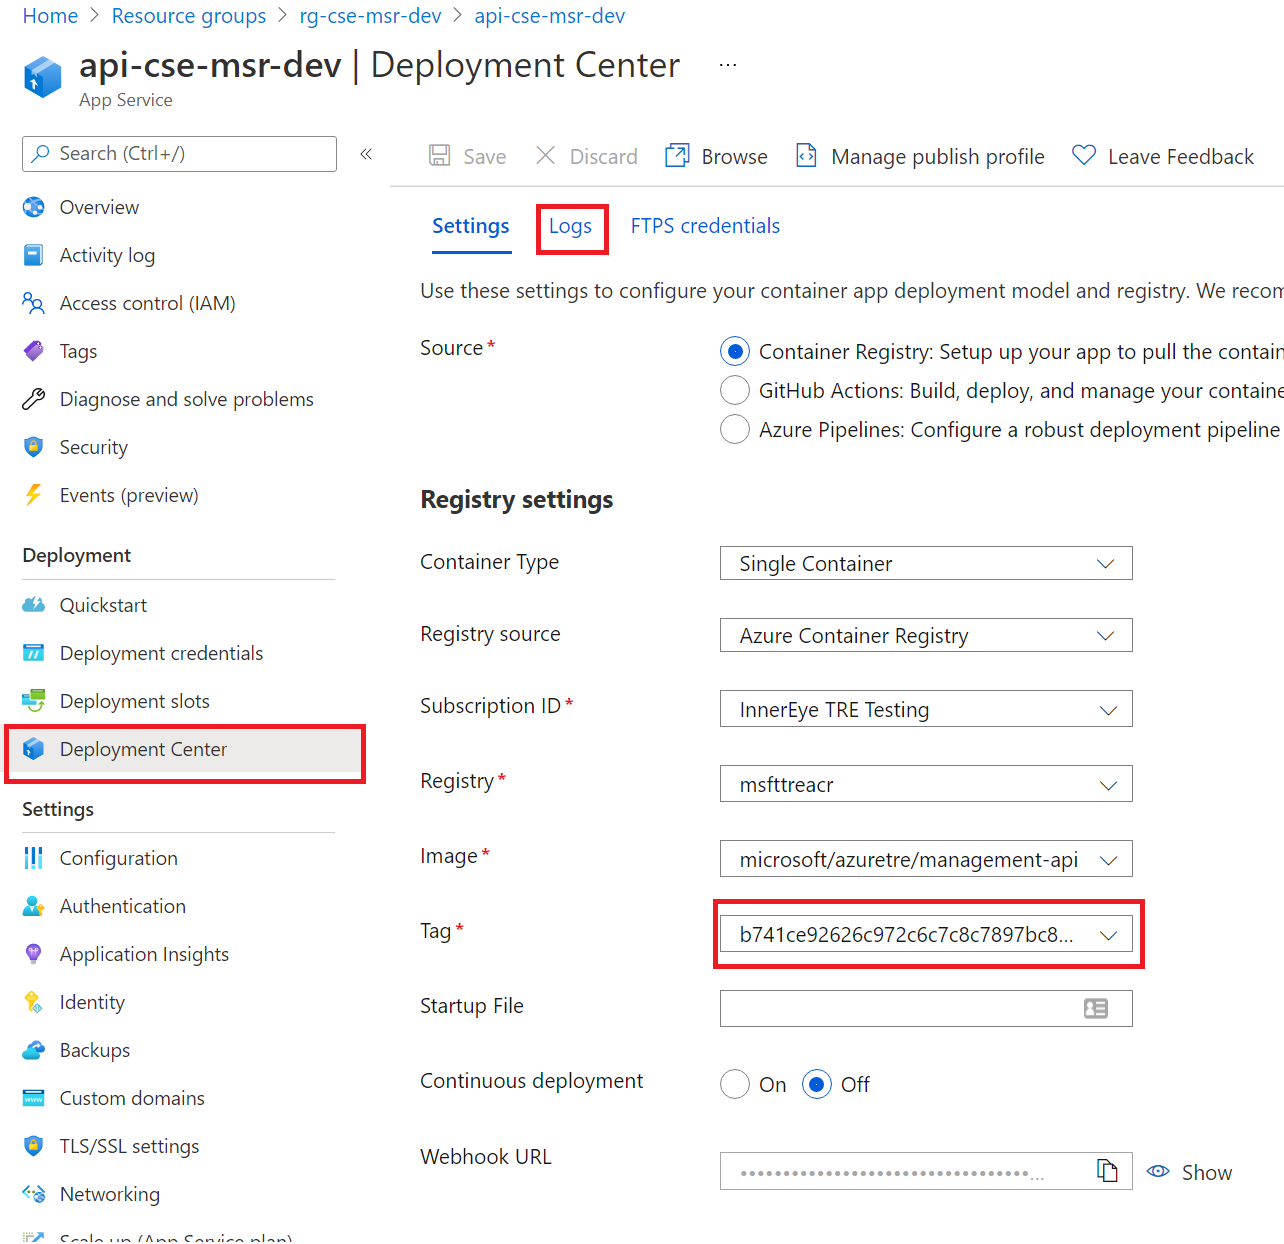 Home > Resource groups > rg-cse-msr-dev > api-cse-msr-dev
api-cse-msr-dev | Deployment Center ...
App Service
Search (Ctrl+/)
«
Overview
Activity log
Access control (IAM)
Tags
Diagnose and solve problems
Security
Events (preview)
Deployment
Quickstart
Deployment credentials
Deployment slots
Deployment Center
Settings
Configuration
Authentication
Application Insights
Identity
Backups
Custom domains
TLS/SSL settings
Networking
Scale up (App Service plan)
Save Discard Browse Manage publish profile Leave Feedback
Settings Logs FTPS credentials
Use these settings to configure your container app deployment model and registry. We recom
Source*
Container Registry: Setup up your app to pull the contain
GitHub Actions: Build, deploy, and manage your containe
Azure Pipelines: Configure a robust deployment pipeline
Registry settings
Container Type Single Container
Registry source Azure Container Registry
Subscription ID* InnerEye TRE Testing
Registry* msfttreacr
Image* microsoft/azuretre/management-api
Tag* b741ce92626c972c6c7c8c7897bc8...
Startup File
Continuous deployment On Off
Webhook URL ••••••••••••••••••••••••••••••••••... Show